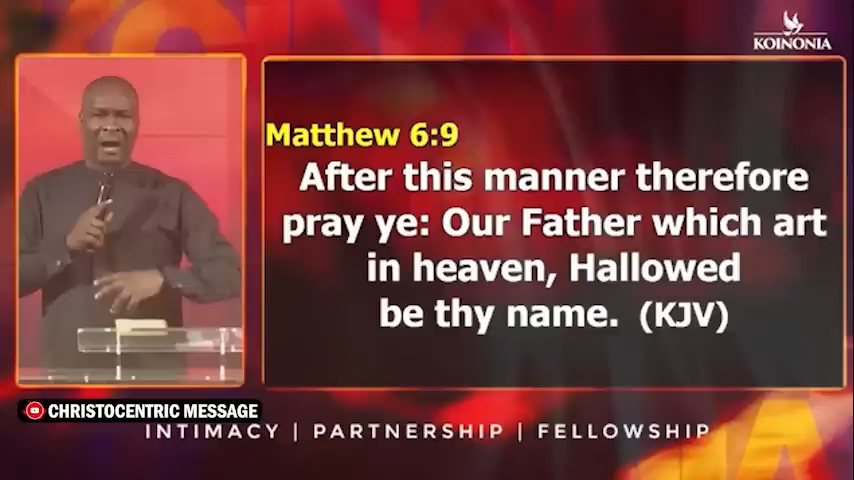 KOINONIA
Matthew 6:9
After this manner therefore
pray ye: Our Father which art
in heaven, Hallowed
be thy name. (KJV)
CHRISTOCENTRIC MESSAGE
INTIMACY | PARTNERSHIP | FELLOWSHIP